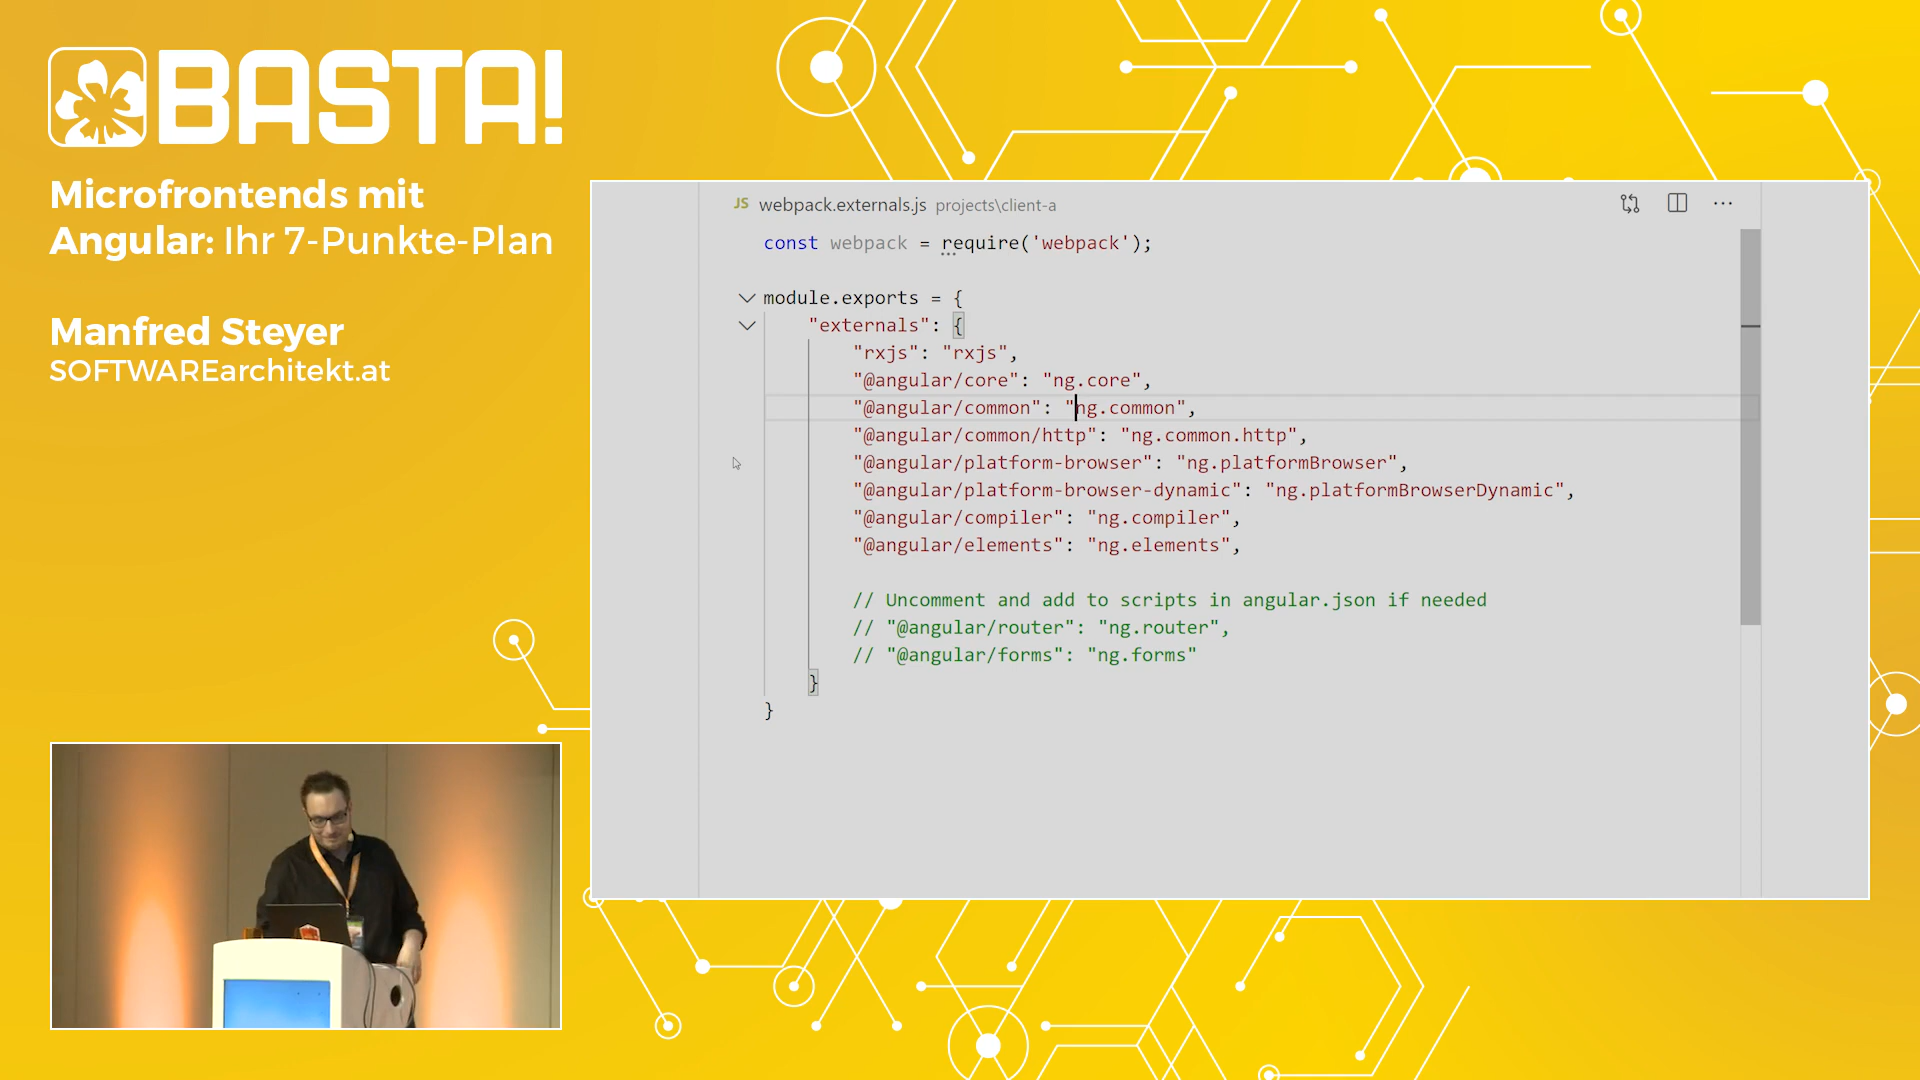 BASTA!
Microfrontends mit
Angular: Ihr 7-Punkte-Plan
Manfred Steyer
SOFTWAREarchitekt.at
JS webpack.externals.js projects\client-a
const webpack = require('webpack');
module.exports = {
"externals": {
"rxjs": "rxjs",
"@angular/core": "ng.core",
"@angular/common": "ng.common",
"@angular/common/http": "ng.common.http",
"@angular/platform-browser": "ng.platformBrowser",
"@angular/platform-browser-dynamic": "ng.platformBrowserDynamic",
"@angular/compiler": "ng.compiler",
"@angular/elements": "ng.elements",
// Uncomment and add to scripts in angular.json if needed
// "@angular/router": "ng.router",
// "@angular/forms": "ng.forms"
}
}